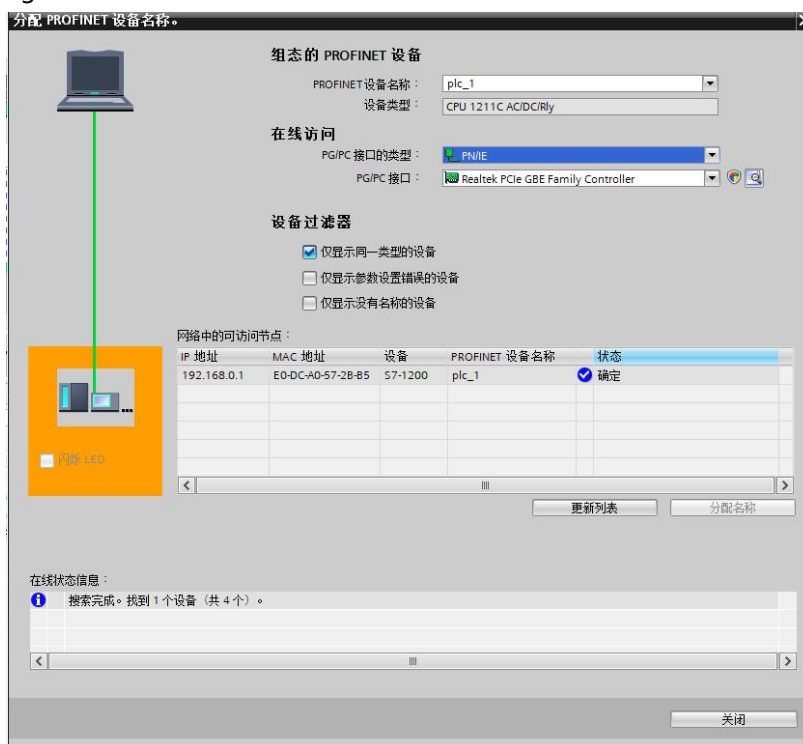 分配 PROFINET 设备名称。
组态的 PROFINET 设备
PROFINET设备名称： plc_1
设备类型： CPU 1211C AC/DC/Rly
在线访问
PG/PC 接口的类型： PN/IE
PG/PC 接口： Realtek PCIe GBE Family Controller
设备过滤器
仅显示同一类型的设备
仅显示参数设置错误的设备
仅显示没有名称的设备
网络中的可访问节点：
IP 地址 MAC 地址 设备 PROFINET 设备名称 状态
192.168.0.1 E0-DC-A0-57-2B-B5 S7-1200 plc_1 确定
闪烁 LED
更新列表 分配名称
在线状态信息：
搜索完成。找到 1 个设备（共 4 个）。
关闭